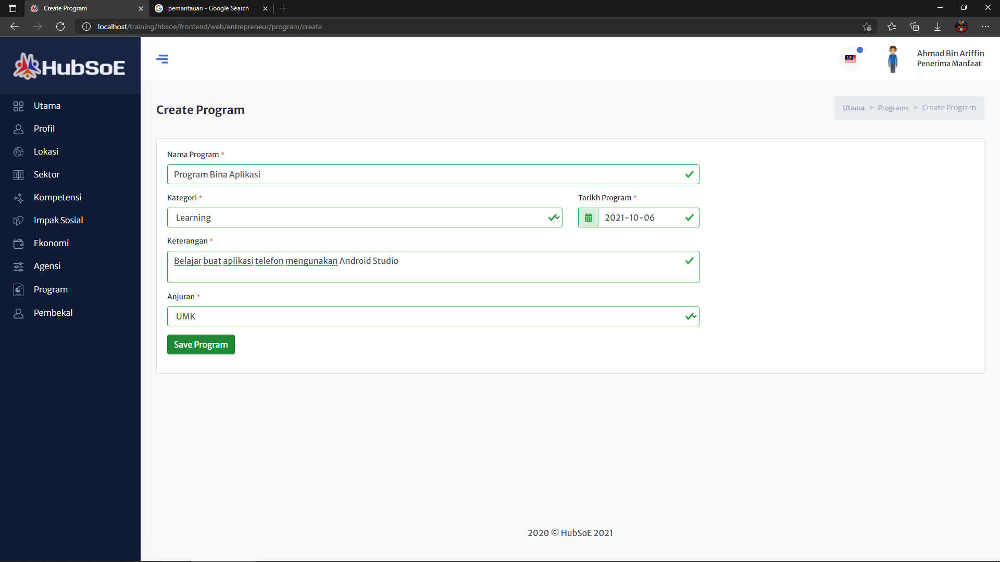 Create Program
pemantauan - Google Search
localhost/training/hbsoe/frontend/web/entrepreneur/program/create
HubSoE
Ahmad Bin Ariffin
Penerima Manfaat
Utama
Profil
Lokasi
Sektor
Kompetensi
Impak Sosial
Ekonomi
Agensi
Program
Pembekal
Create Program
Utama > Programs > Create Program
Nama Program *
Program Bina Aplikasi
Kategori *
Learning
Tarikh Program *
2021-10-06
Keterangan *
Belajar buat aplikasi telefon mengunakan Android Studio
Anjuran *
UMK
Save Program
2020 © HubSoE 2021